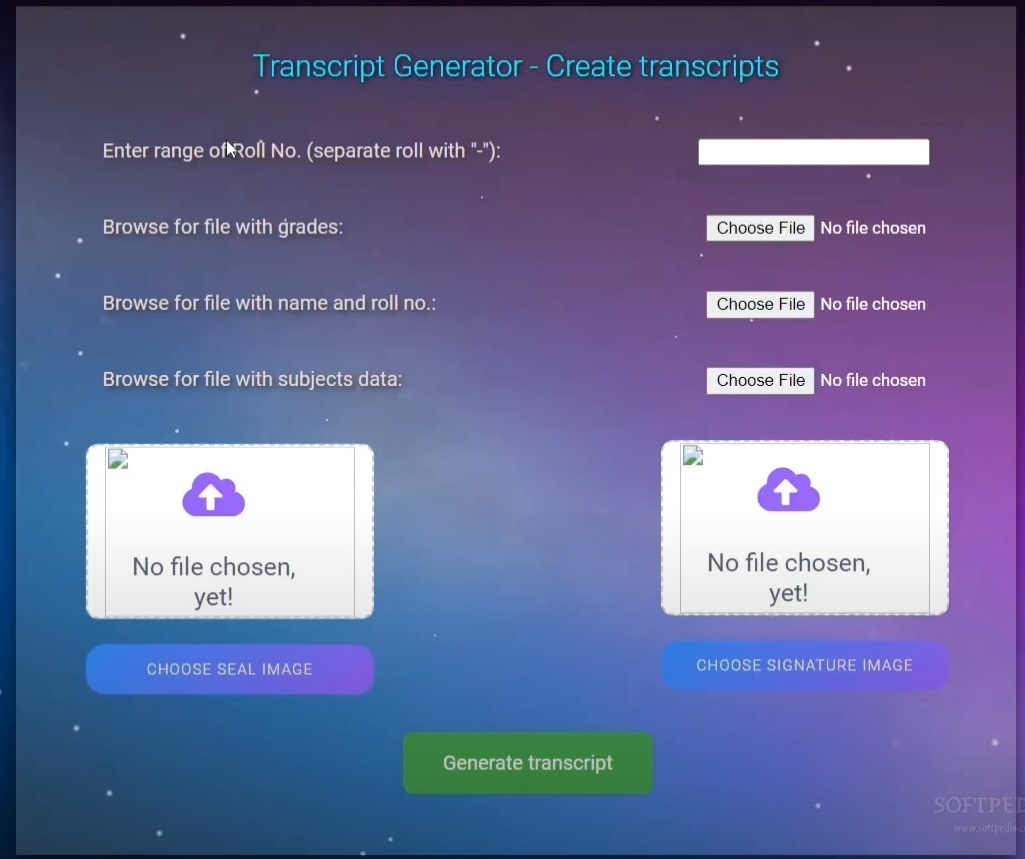 Transcript Generator - Create transcripts
Enter range of Roll No. (separate roll with "-"):
Browse for file with grades:
Choose File No file chosen
Browse for file with name and roll no.:
Choose File No file chosen
Browse for file with subjects data:
Choose File No file chosen
No file chosen,
yet!
No file chosen,
yet!
CHOOSE SEAL IMAGE
CHOOSE SIGNATURE IMAGE
Generate transcript
SOFTPED
www.softpedia.c